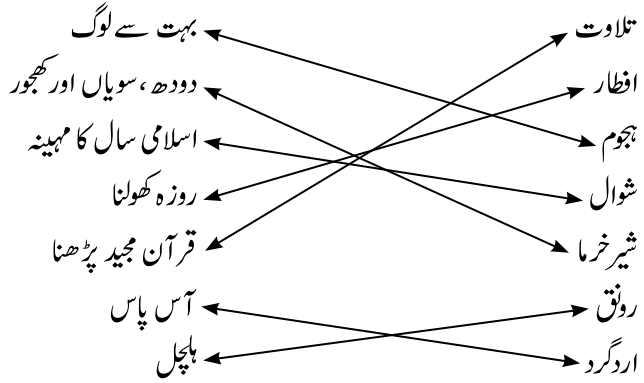 تلاوت بہت سے لوگ
افطار دودھ، سویاں اور کھجور
ہجوم اسلامی سال کا مہینہ
شوال روزہ کھولنا
شیر خرما قرآن مجید پڑھنا
رونق آس پاس
اردگرد ہلچل